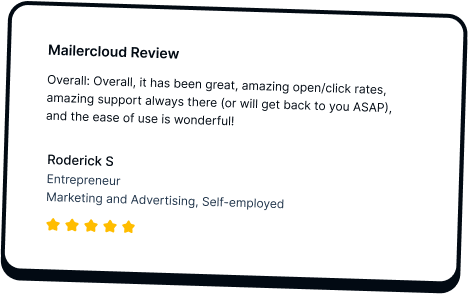 Mailercloud Review
Overall: Overall, it has been great, amazing open/click rates,
amazing support always there (or will get back to you ASAP),
and the ease of use is wonderful!
Roderick S
Entrepreneur
Marketing and Advertising, Self-employed